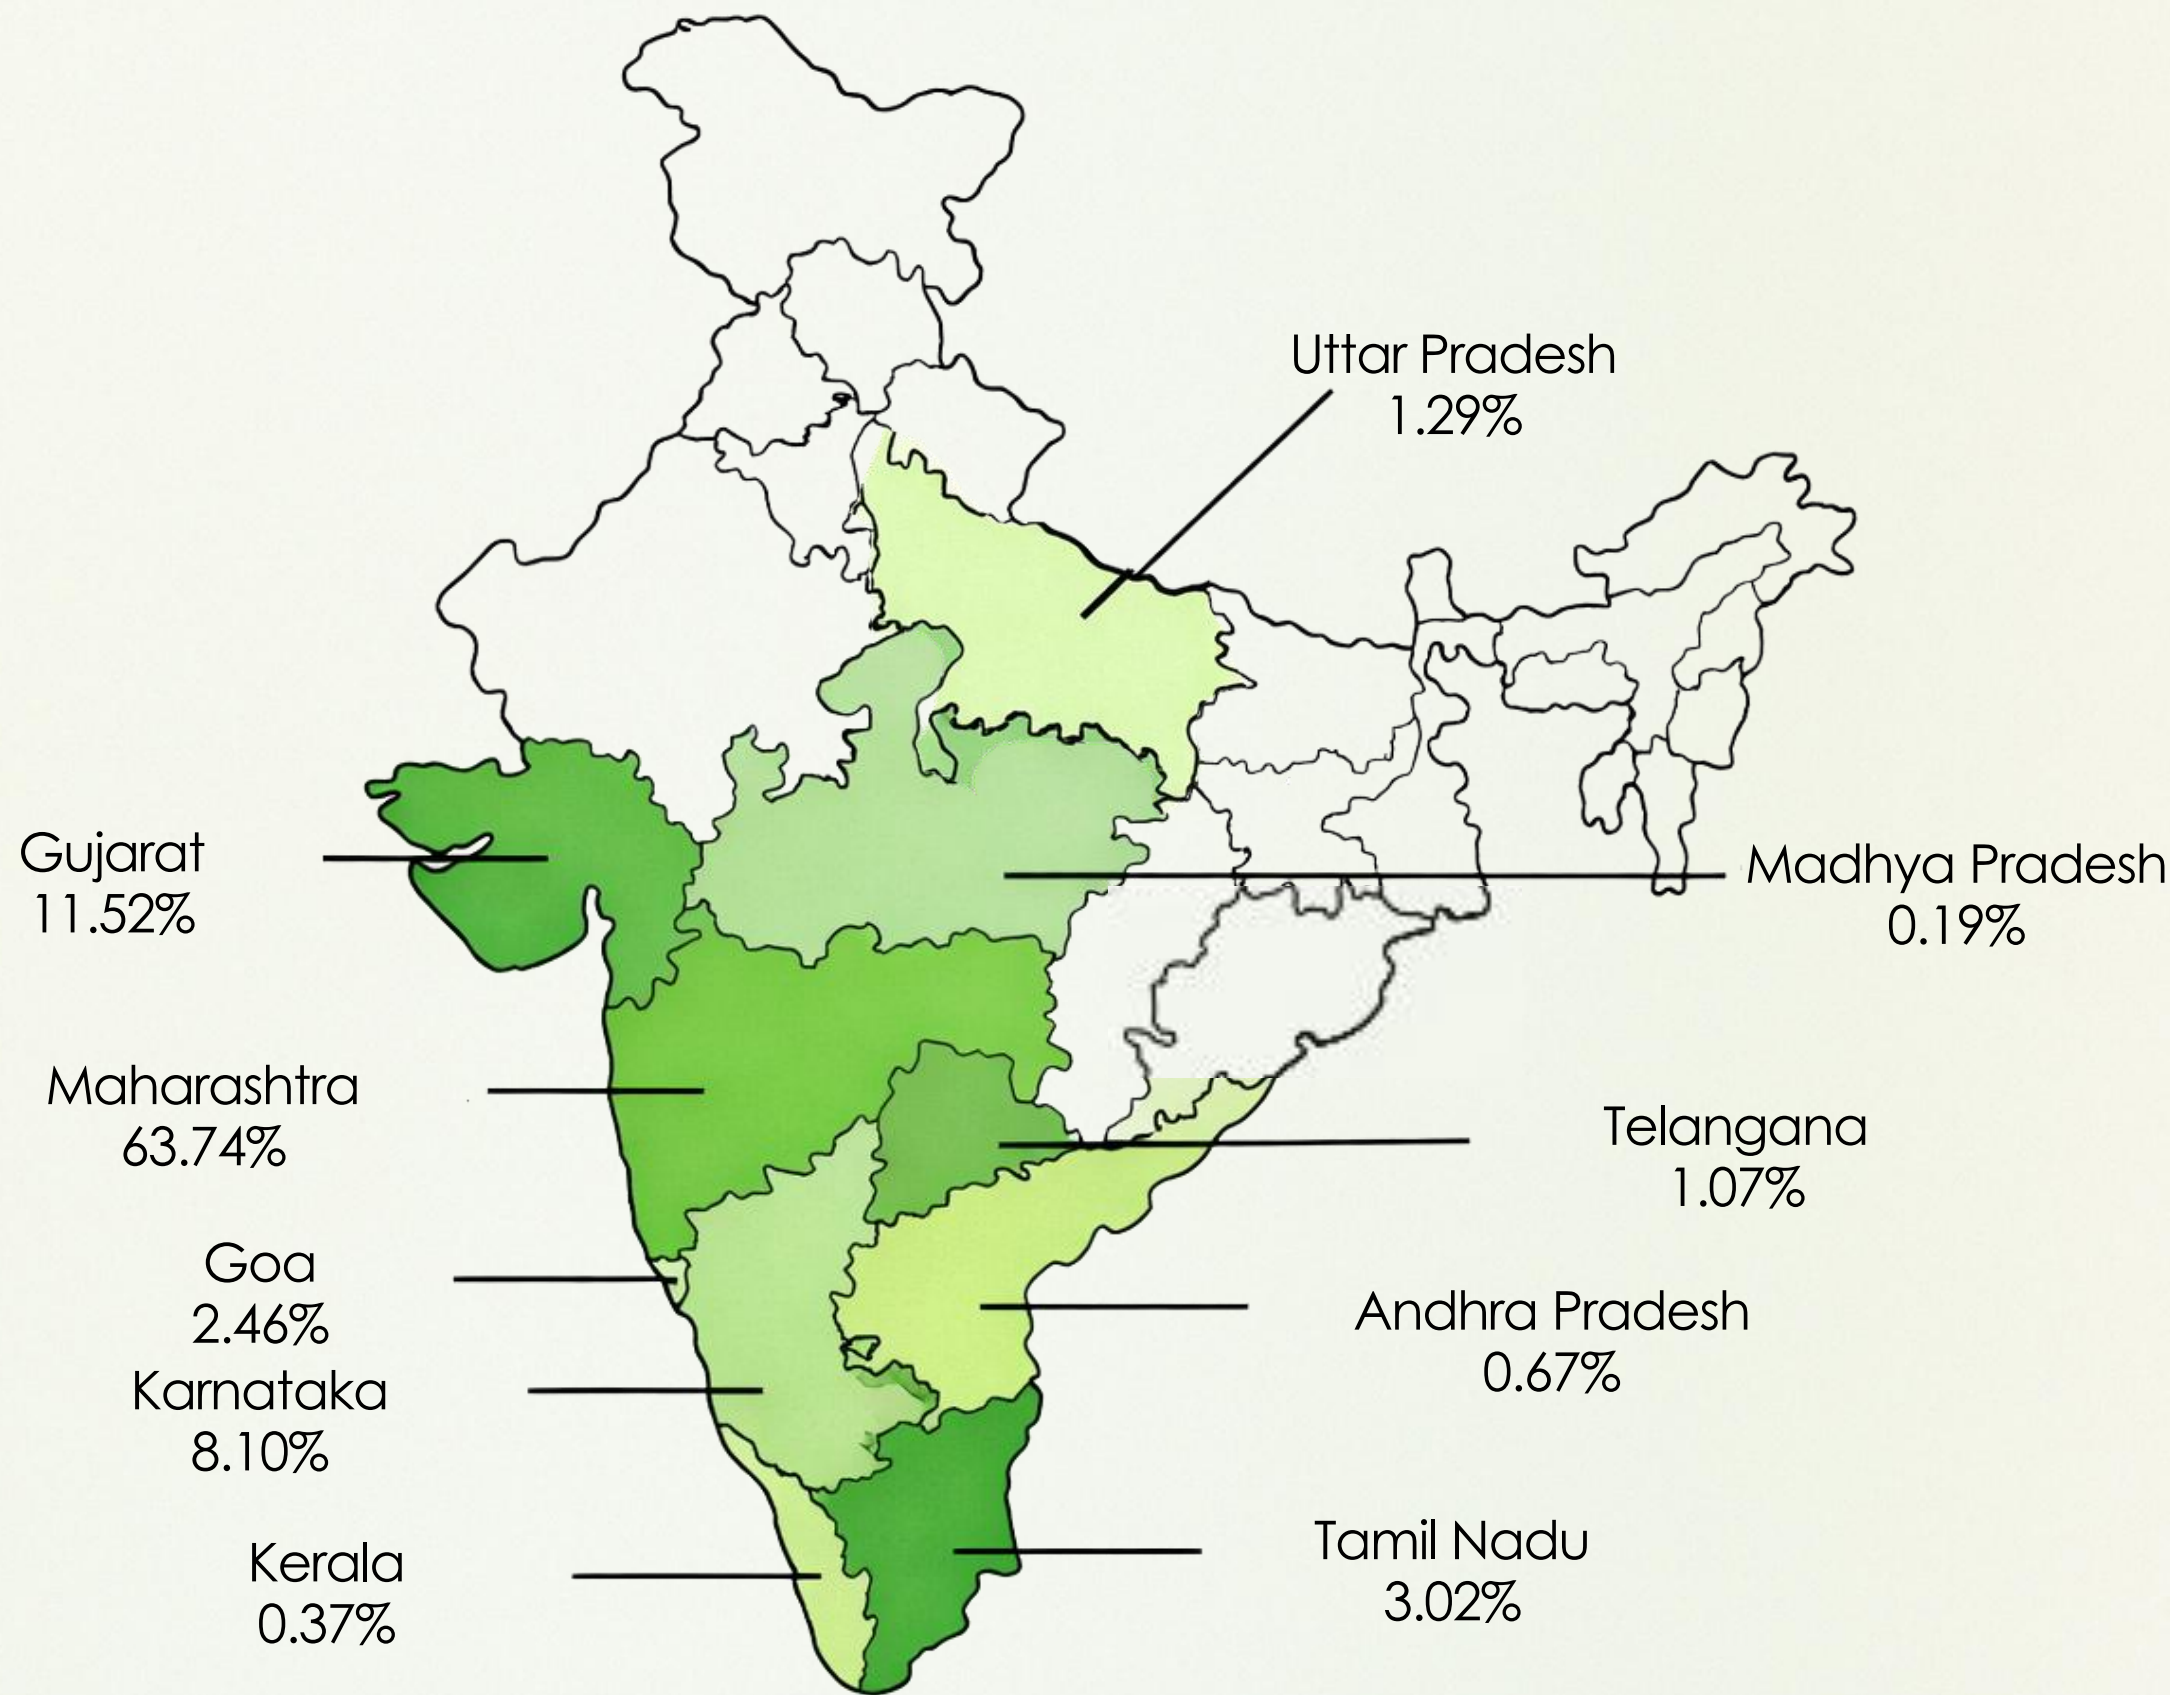 Uttar Pradesh
1.29%
Gujarat
11.52%
Madhya Pradesh
0.19%
Maharashtra
63.74%
Telangana
1.07%
Goa
2.46%
Andhra Pradesh
0.67%
Karnataka
8.10%
Tamil Nadu
3.02%
Kerala
0.37%